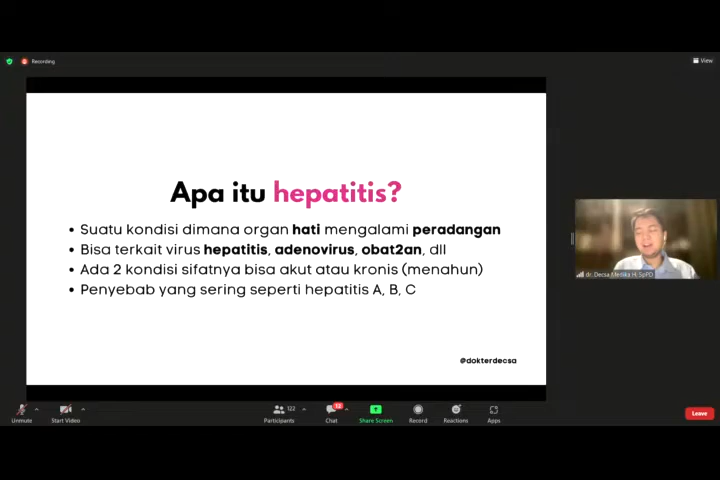 Recording
View
Apa itu hepatitis?
• Suatu kondisi dimana organ hati mengalami peradangan
• Bisa terkait virus hepatitis, adenovirus, obat2an, dll
• Ada 2 kondisi sifatnya bisa akut atau kronis (menahun)
• Penyebab yang sering seperti hepatitis A, B, C
@dokterdecsa
dr. Decsa Medika H, SpPD
122
Unmute
Start Video
Participants
Chat
Share Screen
Record
Reactions
Apps
Leave